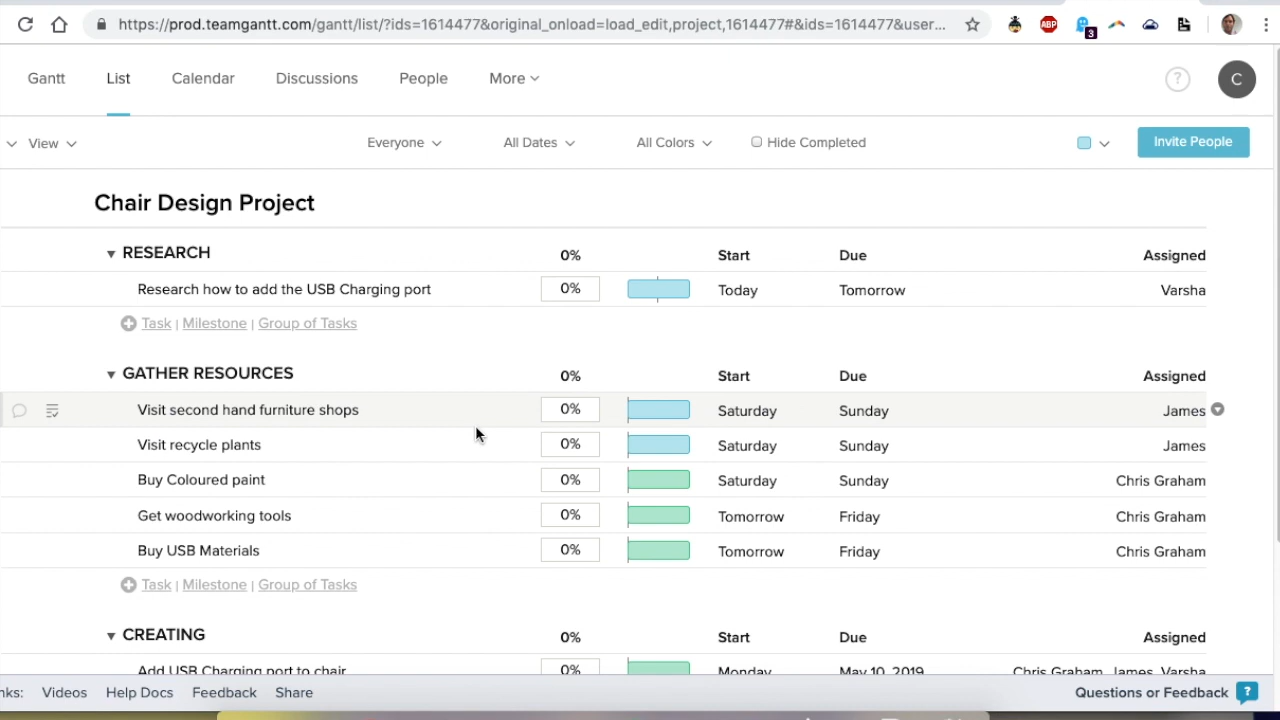 https://prod.teamgantt.com/gantt/list/?ids=1614477&original_onload=load_edit,project,1614477#&ids=1614477&user...
ABP
3
Gantt List Calendar Discussions People More
?
C
View Everyone All Dates All Colors Hide Completed Invite People
Chair Design Project
RESEARCH 0% Start Due Assigned
Research how to add the USB Charging port 0% Today Tomorrow Varsha
Task | Milestone | Group of Tasks
GATHER RESOURCES 0% Start Due Assigned
Visit second hand furniture shops 0% Saturday Sunday James
Visit recycle plants 0% Saturday Sunday James
Buy Coloured paint 0% Saturday Sunday Chris Graham
Get woodworking tools 0% Tomorrow Friday Chris Graham
Buy USB Materials 0% Tomorrow Friday Chris Graham
Task | Milestone | Group of Tasks
CREATING 0% Start Due Assigned
Add USB Charging port to chair 0% Monday May 10, 2019 Chris Graham, James, Varsha
nks: Videos Help Docs Feedback Share Questions or Feedback ?